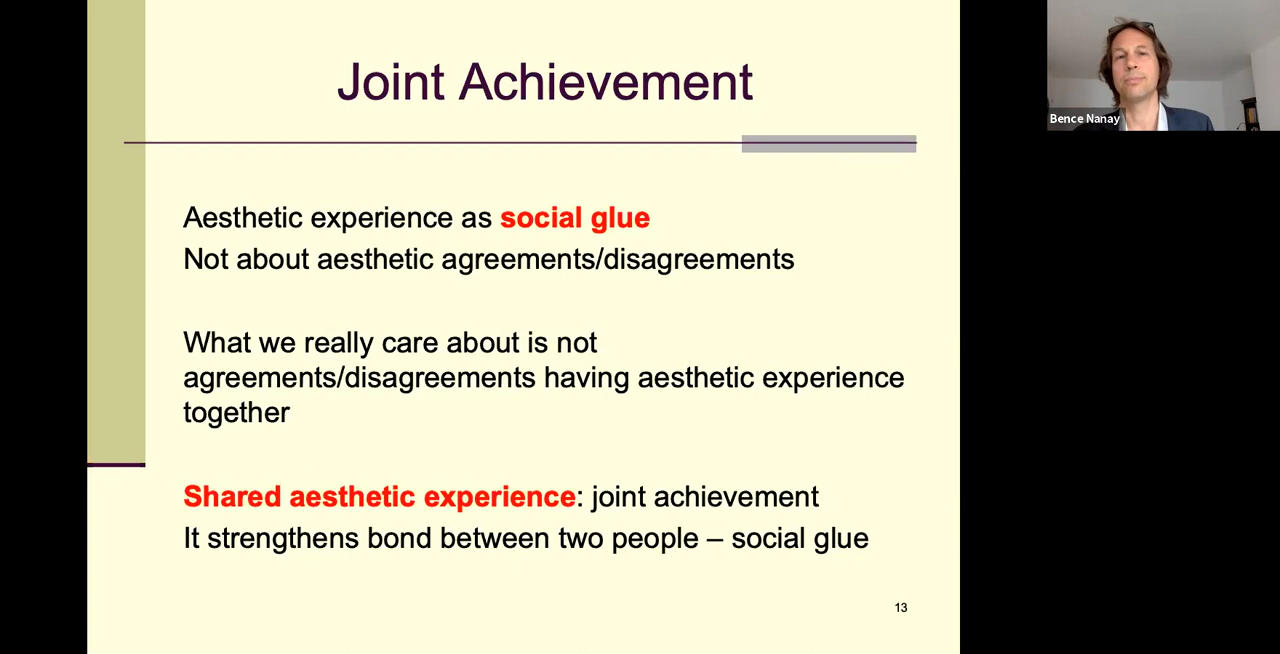 Joint Achievement
Aesthetic experience as social glue
Not about aesthetic agreements/disagreements
What we really care about is not
agreements/disagreements having aesthetic experience
together
Shared aesthetic experience: joint achievement
It strengthens bond between two people – social glue
13
Bence Nanay